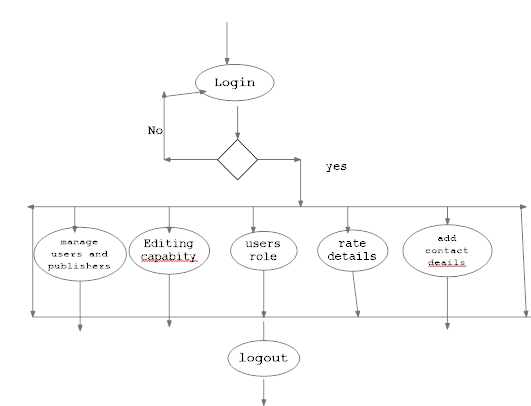 Login
No
yes
manage
users and
publishers
Editing
capabity
users
role
rate
details
add
contact
deails
logout